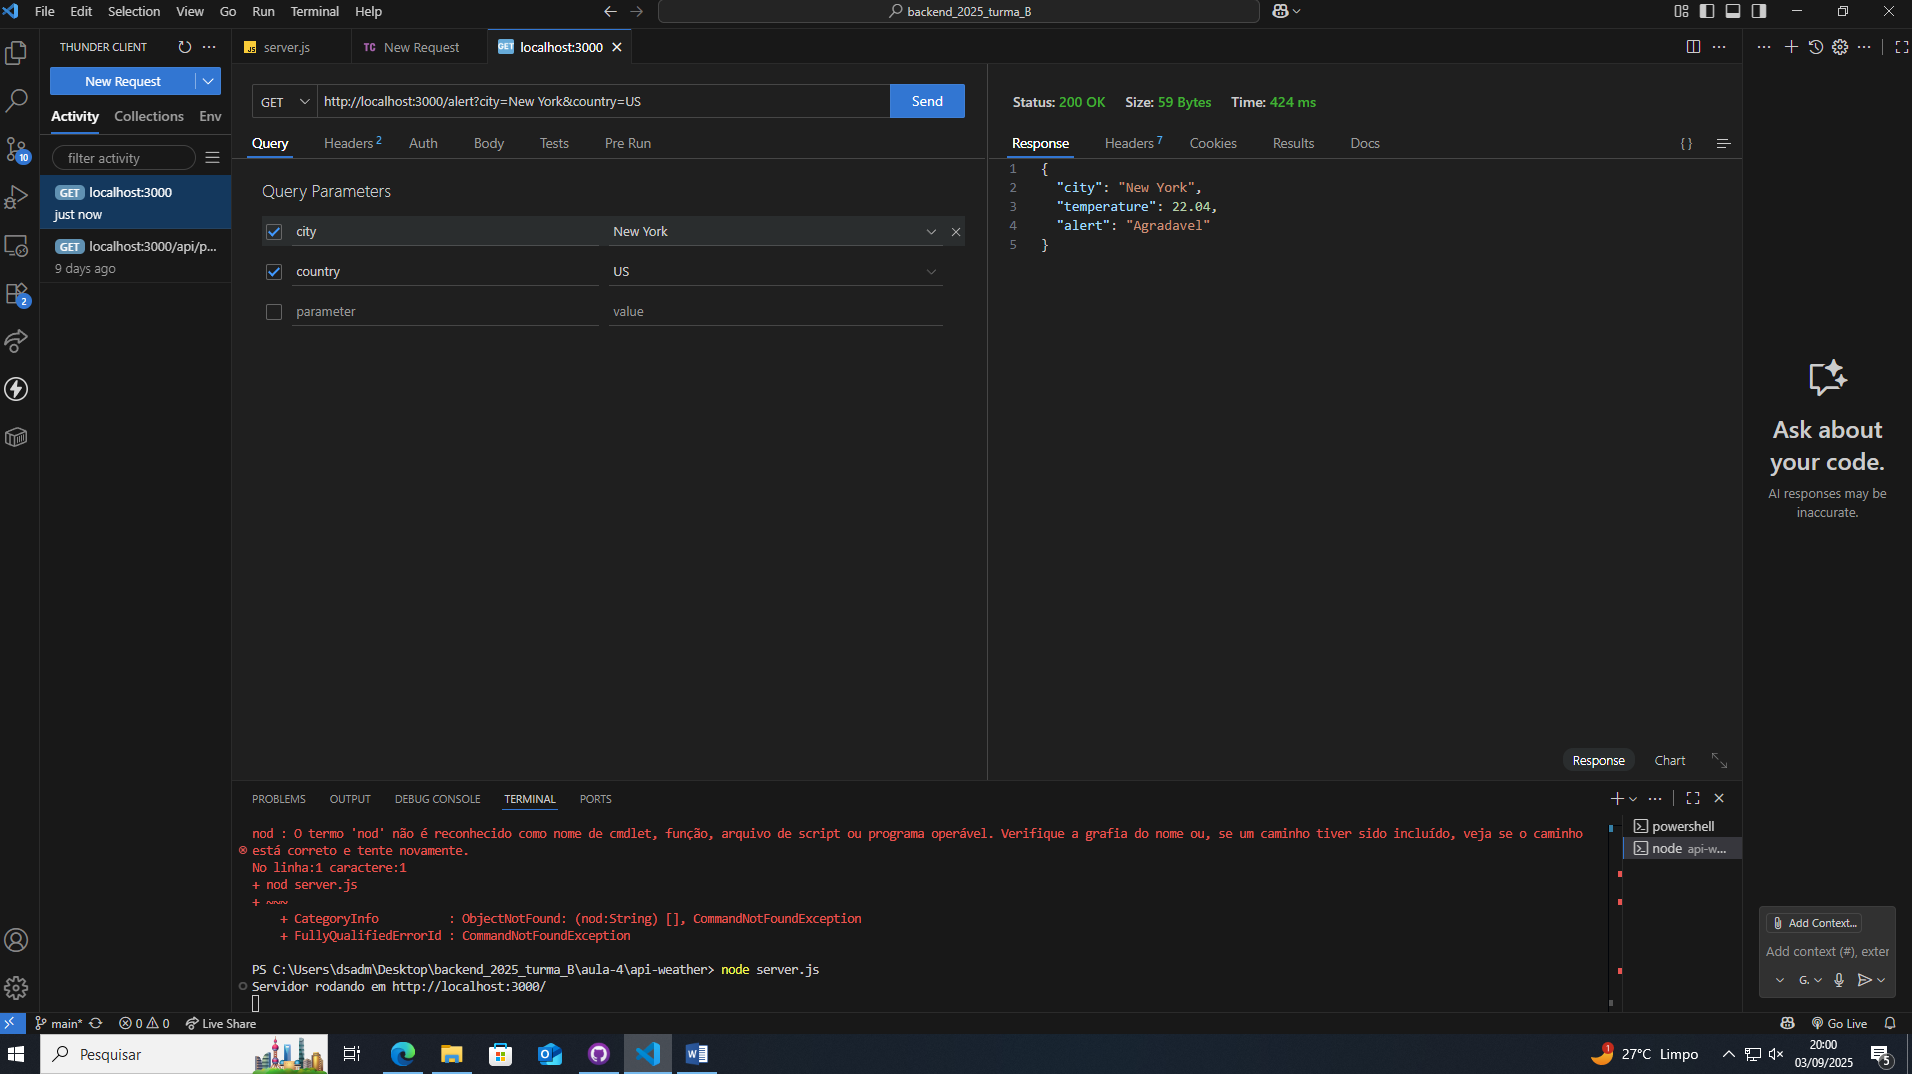 File Edit Selection View Go Run Terminal Help
backend_2025_turma_B
THUNDER CLIENT
New Request
Activity Collections Env
filter activity
GET localhost:3000
just now
GET localhost:3000/api/p...
9 days ago
10
2
JS server.js
TC New Request
GET localhost:3000
GET http://localhost:3000/alert?city=New York&country=US Send
Query Headers 2 Auth Body Tests Pre Run
Query Parameters
city New York
country US
parameter value
Status: 200 OK Size: 59 Bytes Time: 424 ms
Response Headers 7 Cookies Results Docs
{ }
1 {
2 "city": "New York",
3 "temperature": 22.04,
4 "alert": "Agradavel"
5 }
Response Chart
Ask about
your code.
AI responses may be
inaccurate.
Add Context...
Add context (#), exter
G.
PROBLEMS OUTPUT DEBUG CONSOLE TERMINAL PORTS
nod : O termo 'nod' não é reconhecido como nome de cmdlet, função, arquivo de script ou programa operável. Verifique a grafia do nome ou, se um caminho tiver sido incluído, veja se o caminho
está correto e tente novamente.
No linha:1 caractere:1
+ nod server.js
+ ~~~
+ CategoryInfo : ObjectNotFound: (nod:String) [], CommandNotFoundException
+ FullyQualifiedErrorId : CommandNotFoundException
PS C:\Users\dsadm\Desktop\backend_2025_turma_B\aula-4\api-weather> node server.js
Servidor rodando em http://localhost:3000/
powershell
node api-w...
main* 0 0 Live Share
Go Live
Pesquisar
1
27°C Limpo
20:00
03/09/2025
5